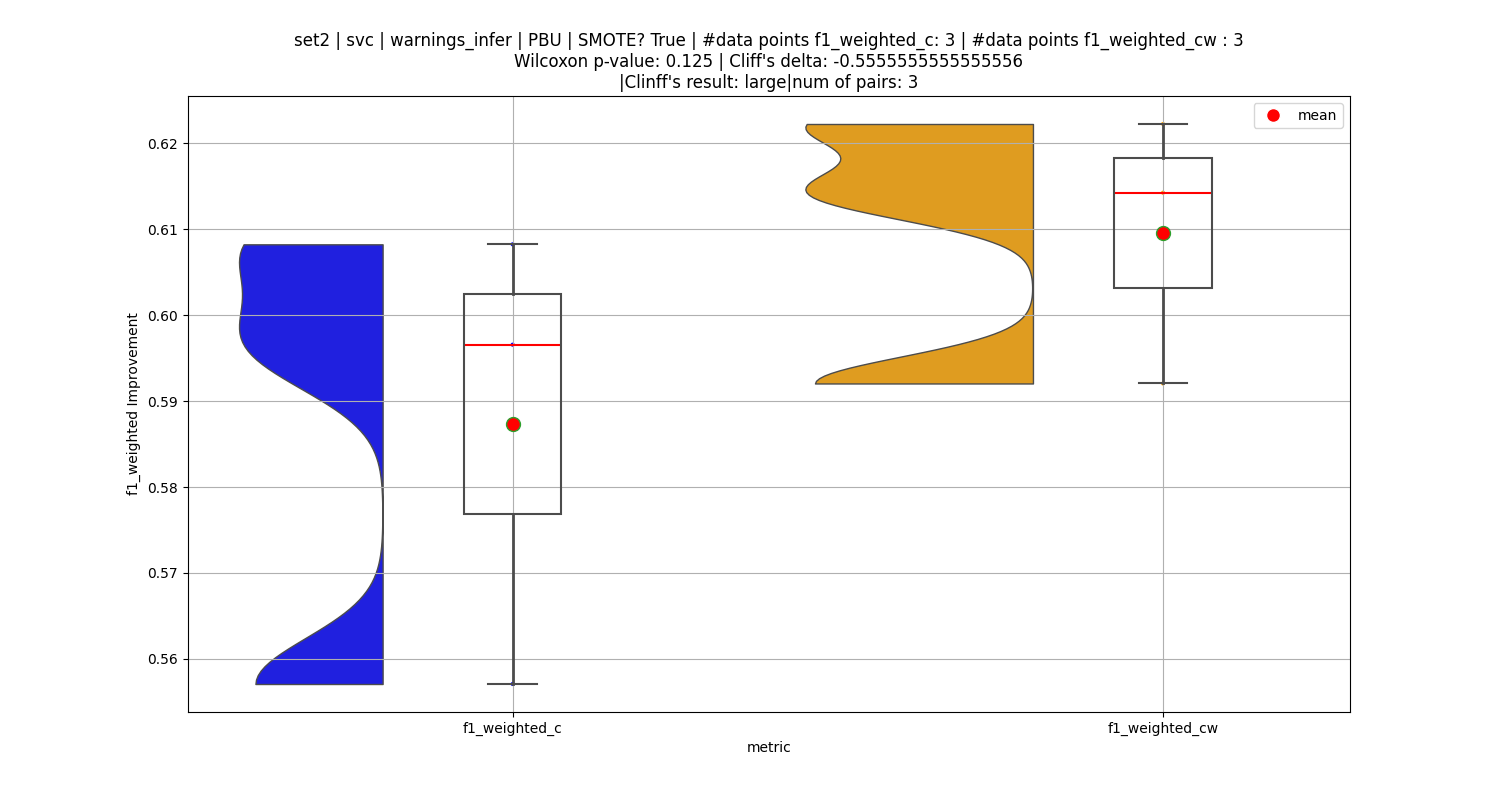 set2 | svc | warnings_infer | PBU | SMOTE? True | #data points f1_weighted_c: 3 | #data points f1_weighted_cw : 3
Wilcoxon p-value: 0.125 | Cliff's delta: -0.5555555555555556
|Clinff's result: large|num of pairs: 3
mean
0.62
0.61
0.60
0.59
0.58
0.57
0.56
f1_weighted Improvement
f1_weighted_c
f1_weighted_cw
metric